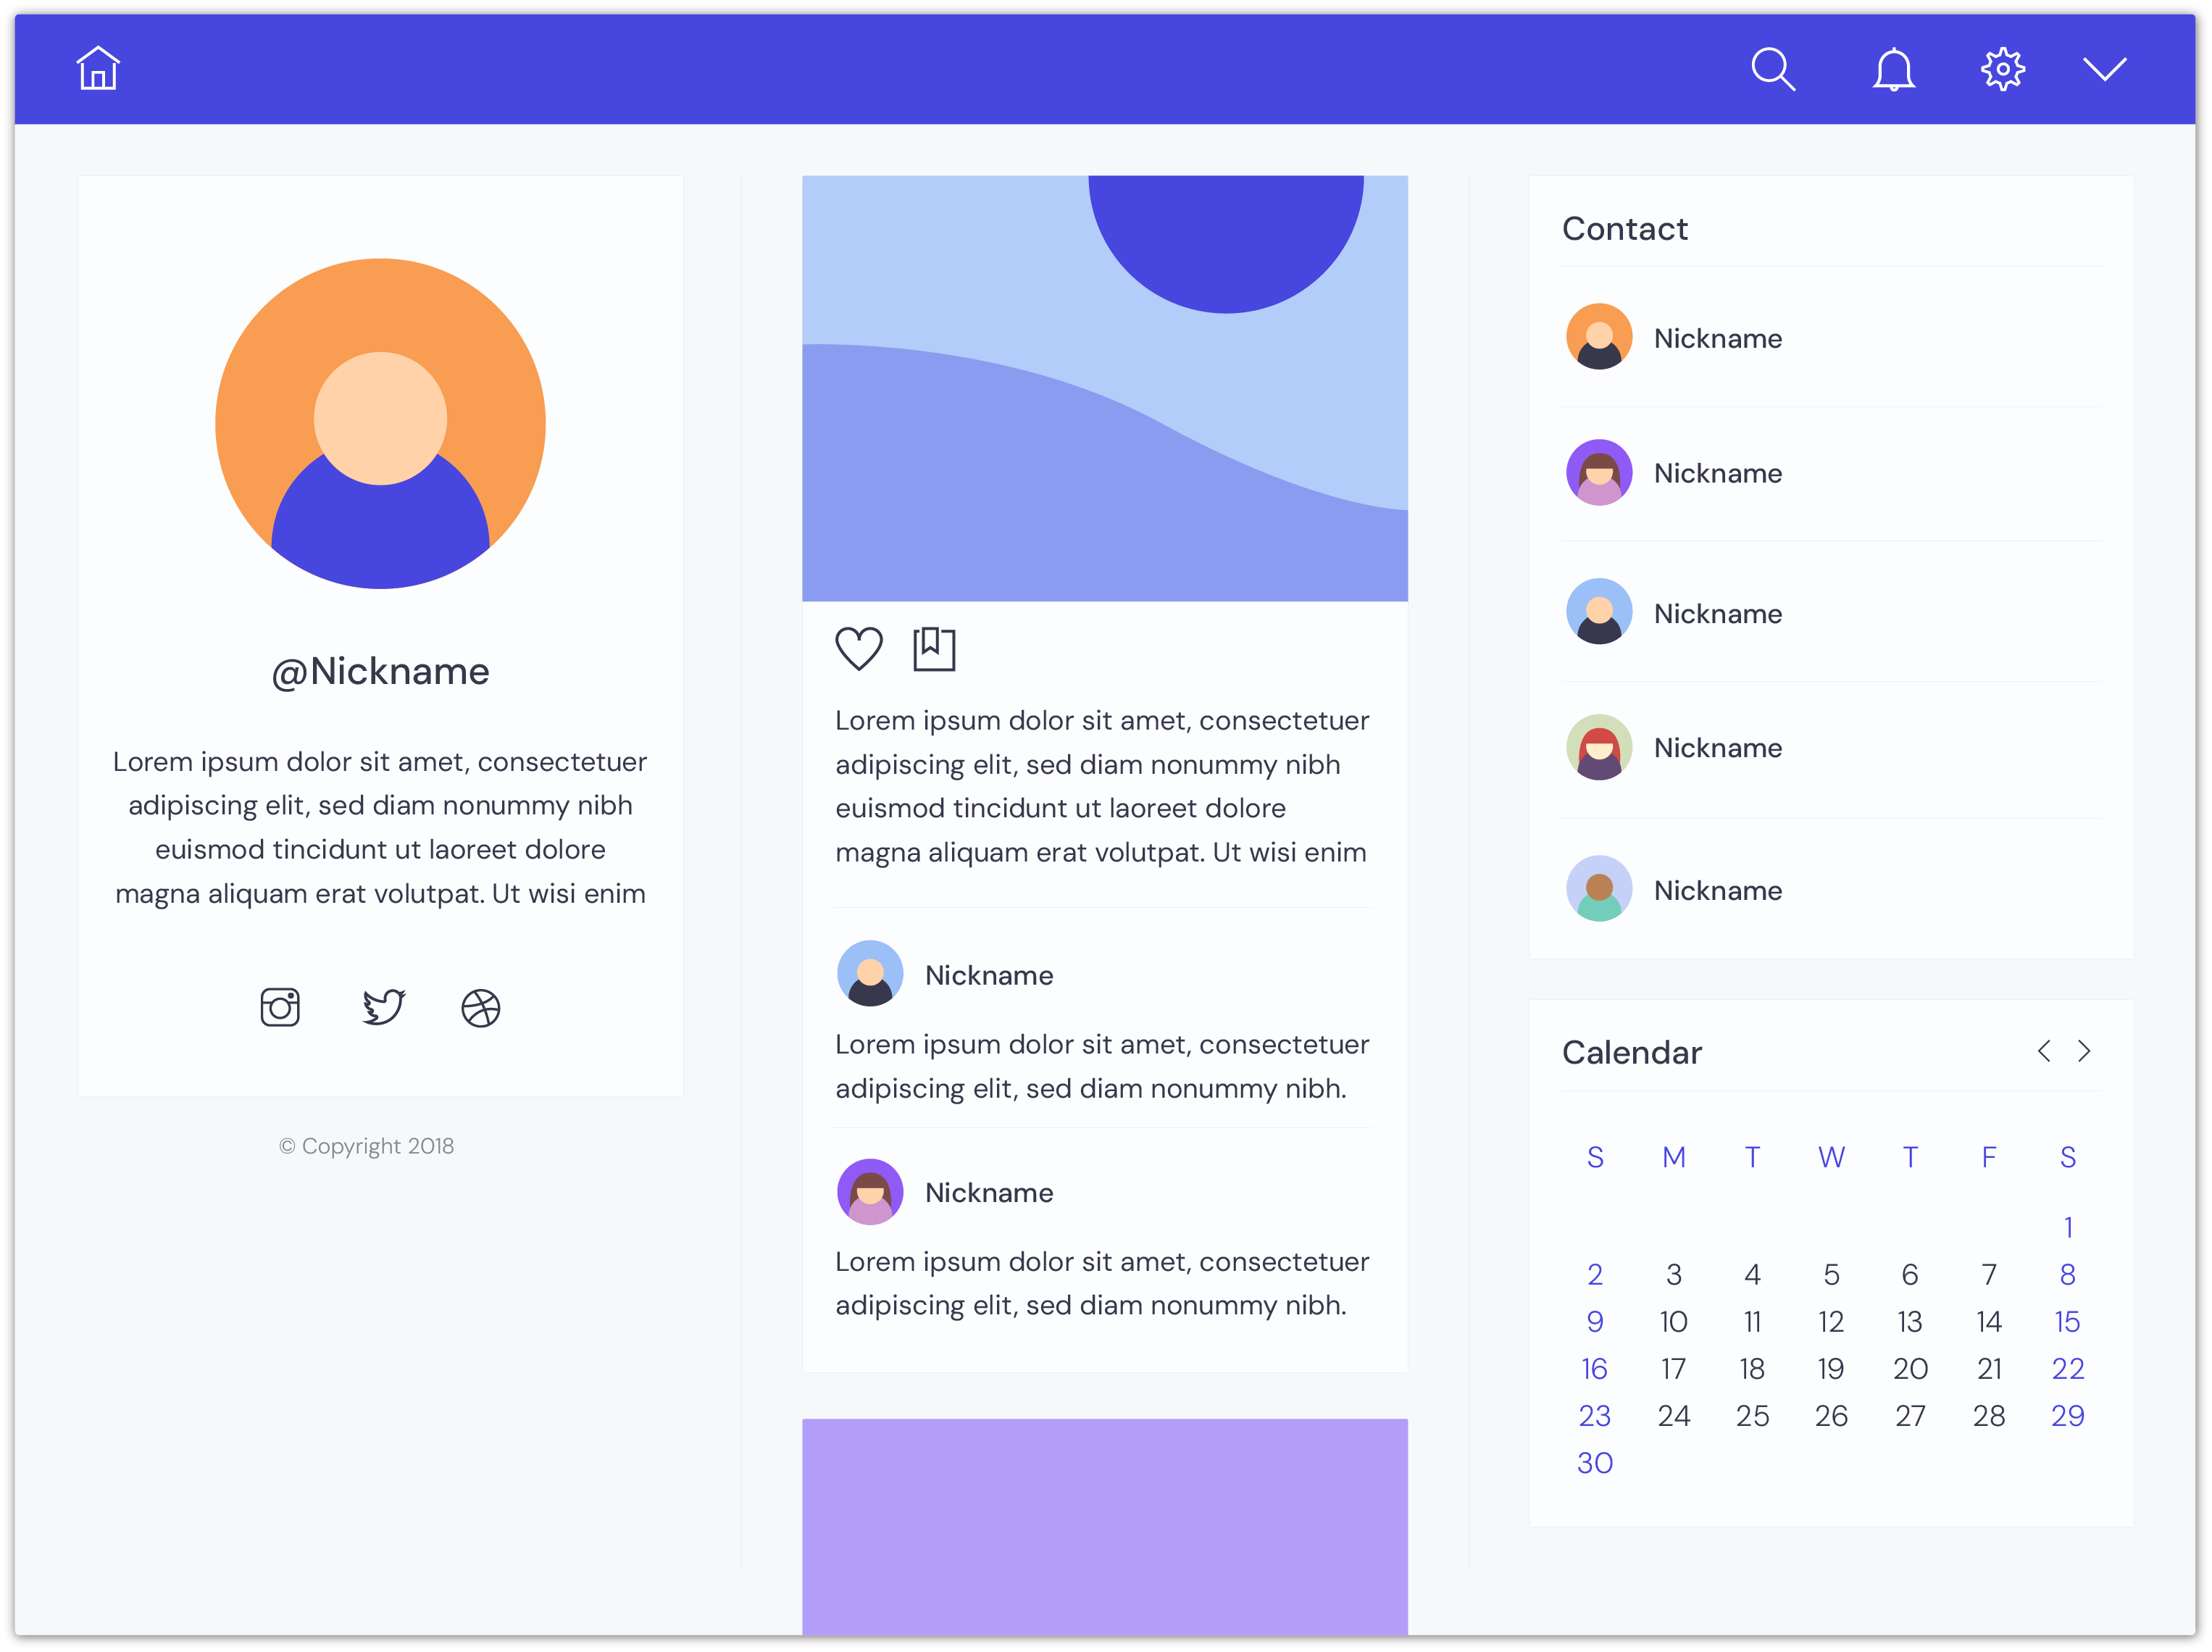 @Nickname
Lorem ipsum dolor sit amet, consectetuer
adipiscing elit, sed diam nonummy nibh
euismod tincidunt ut laoreet dolore
magna aliquam erat volutpat. Ut wisi enim
© Copyright 2018
Lorem ipsum dolor sit amet, consectetuer
adipiscing elit, sed diam nonummy nibh
euismod tincidunt ut laoreet dolore
magna aliquam erat volutpat. Ut wisi enim
Nickname
Lorem ipsum dolor sit amet, consectetuer
adipiscing elit, sed diam nonummy nibh.
Nickname
Lorem ipsum dolor sit amet, consectetuer
adipiscing elit, sed diam nonummy nibh.
Contact
Nickname
Nickname
Nickname
Nickname
Nickname
Calendar
S M T W T F S
1
2 3 4 5 6 7 8
9 10 11 12 13 14 15
16 17 18 19 20 21 22
23 24 25 26 27 28 29
30